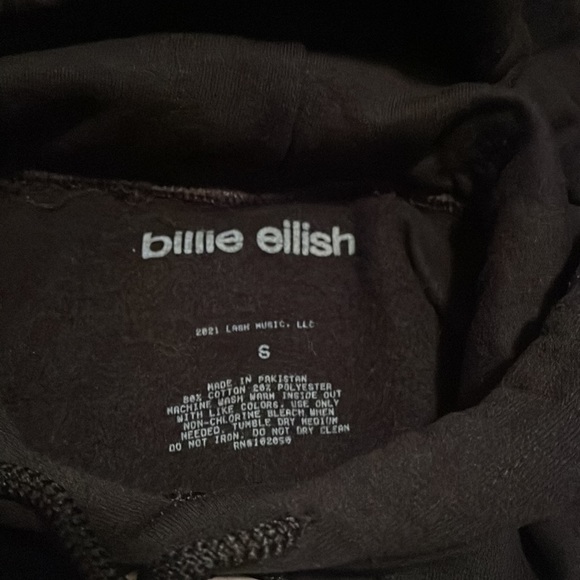 billie eilish
2021 LASH MUSIC, LLC
S
MADE IN PAKISTAN
80% COTTON 20% POLYESTER
MACHINE WASH WARM INSIDE OUT
WITH LIKE COLORS. USE ONLY
NON-CHLORINE BLEACH WHEN
NEEDED. TUMBLE DRY MEDIUM
DO NOT IRON. DO NOT DRY CLEAN
RN#162050